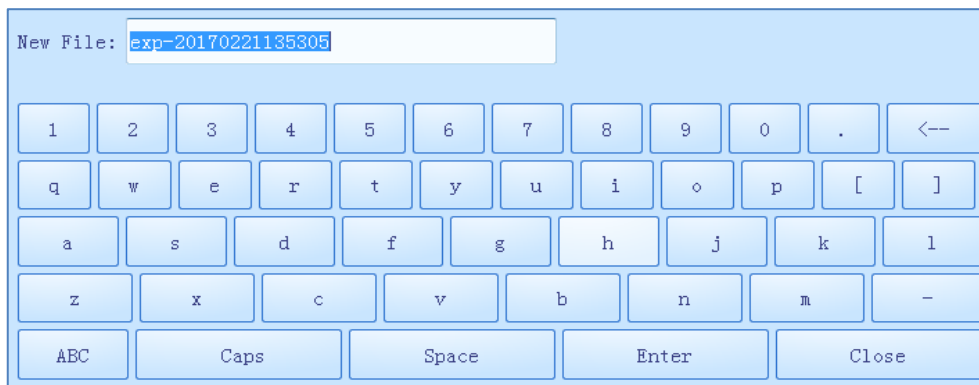 New File: exp-20170221135305
1 2 3 4 5 6 7 8 9 0 . <--
q w e r t y u i o p [ ]
a s d f g h j k l
z x c v b n m -
ABC Caps Space Enter Close